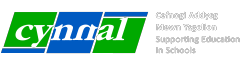 cynnal
Cefnogi Addysg
Mewn Ysgolion
Supporting Education
in Schools